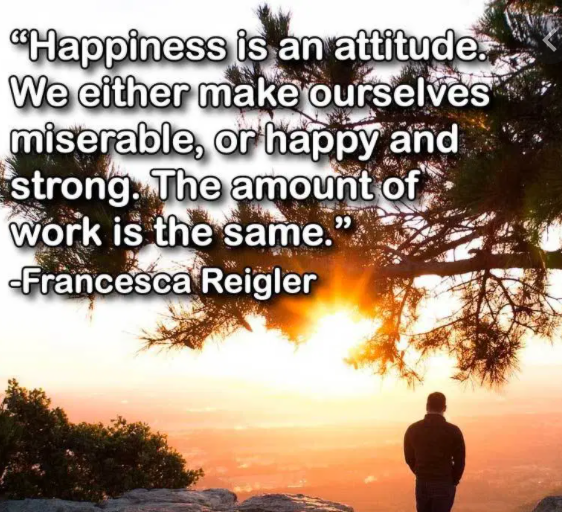 “Happiness is an attitude.
We either make ourselves
miserable, or happy and
strong. The amount of
work is the same.”
-Francesca Reigler